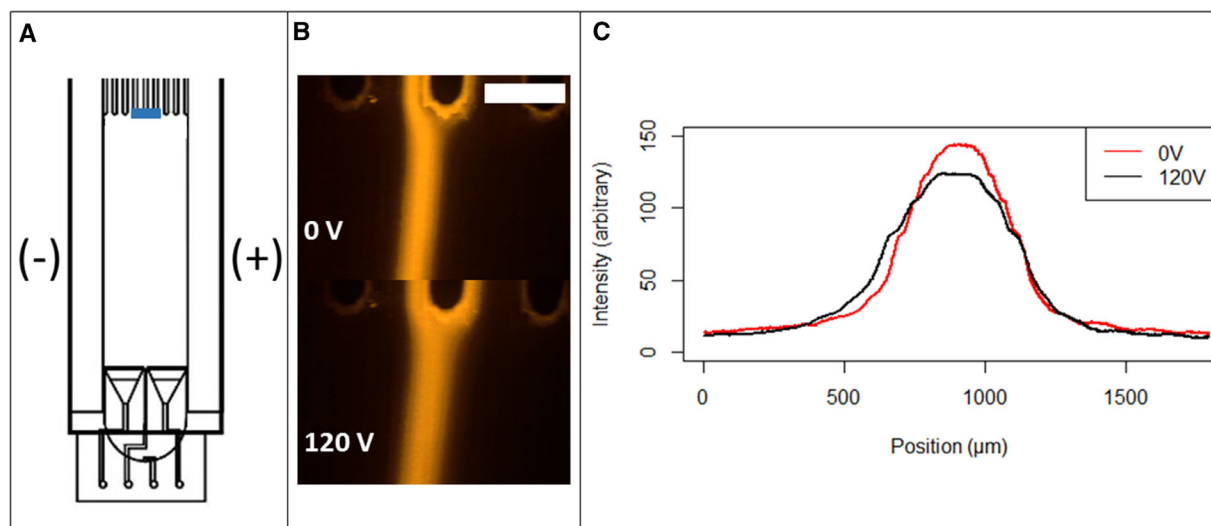 A
(-)
(+)
B
0 V
120 V
C
Intensity (arbitrary)
150
100
50
0
0V
120V
0
500
1000
1500
Position (µm)